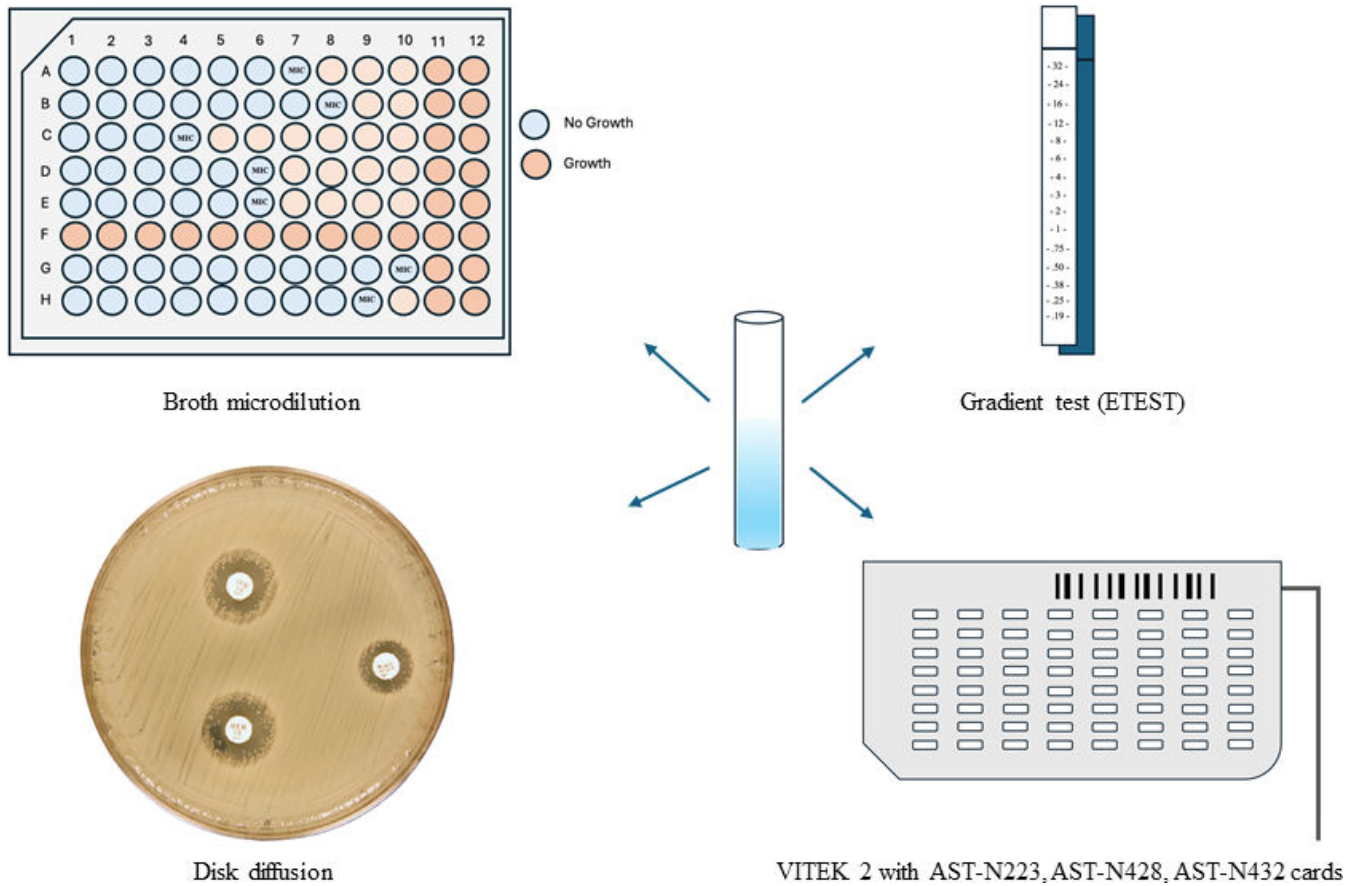 1 2 3 4 5 6 7 8 9 10 11 12
A MIC
B MIC
C MIC
D MIC
E MIC
F
G MIC
H MIC
No Growth
Growth
Broth microdilution
- 32 -
- 24 -
- 16 -
- 12 -
- 8 -
- 6 -
- 4 -
- 3 -
- 2 -
- 1 -
- .75 -
- .50 -
- .38 -
- .25 -
- .19 -
Gradient test (ETEST)
Disk diffusion
VITEK 2 with AST-N223, AST-N428, AST-N432 cards